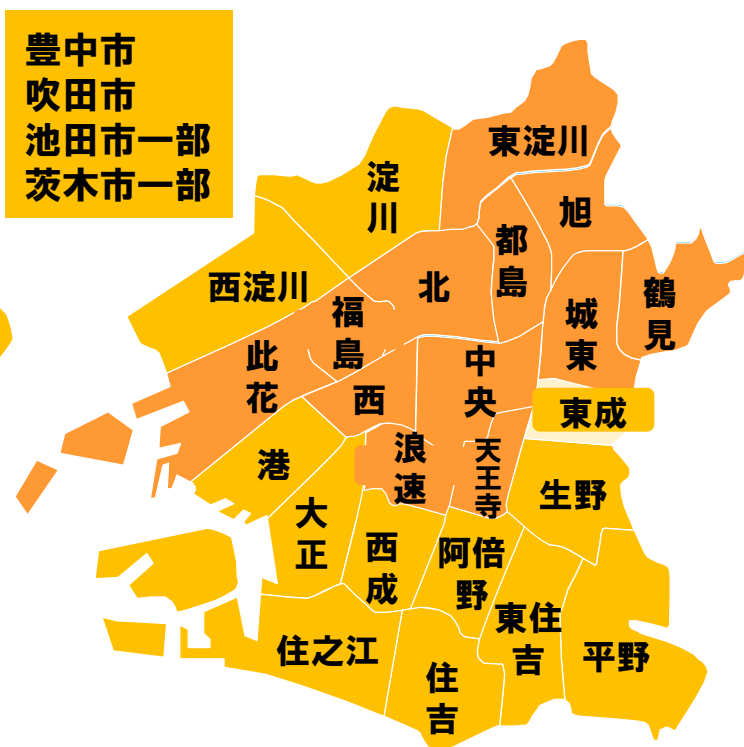 豊中市
吹田市
池田市一部
茨木市一部
東淀川
淀川
旭
都島
西淀川
北
鶴見
福島
城東
此花
中央
西
東成
浪速
天王寺
港
生野
大正
西成
阿倍野
東住吉
住之江
平野
住吉